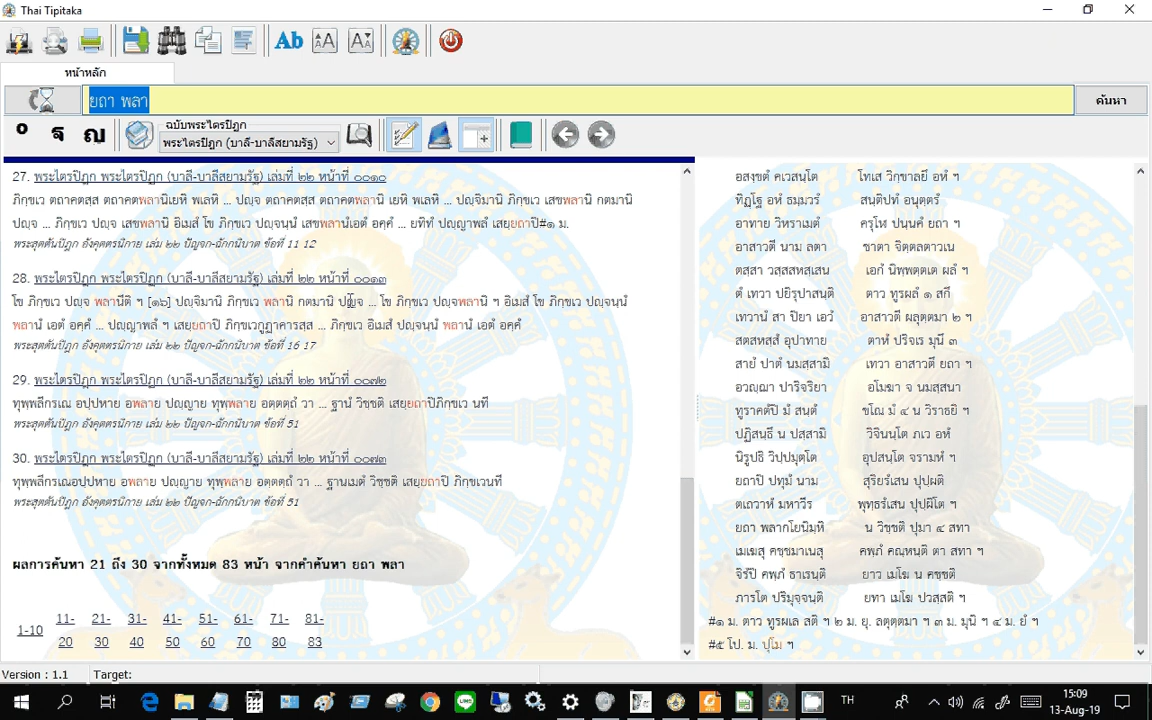 Thai Tipitaka
Ab AA AA
หน้าหลัก
ยถา พลา
ค้นหา
ํ ฐ ญ
ฉบับพระไตรปิฎก
พระไตรปิฎก (บาลี-บาลีสยามรัฐ)
27. พระไตรปิฎก พระไตรปิฎก (บาลี-บาลีสยามรัฐ) เล่มที่ ๒๒ หน้าที่ ๐๐๑๐
ภิกฺขเว ตถาคตสฺส ตถาคตพลานิเยหิ พเลหิ ... ปญฺจ ตถาคตสฺส ตถาคตพลานิ เยหิ พเลหิ ... ปญฺจิมานิ ภิกฺขเว เสขพลานิ กตมานิ
ปญฺจ ... ภิกฺขเว ปญฺจ เสขพลานิ อิเมสํ โข ภิกฺขเว ปญฺจนฺนํ เสขพลานํเอตํ อคฺคํ ... ยทิทํ ปญฺญาพลํ เสยฺยถาปิ#๑ ม.
พระสุตตันปิฎก อังคุตตรนิกาย เล่ม ๒๒ ปัญจก-ฉักกนิบาต ข้อที่ 11 12
28. พระไตรปิฎก พระไตรปิฎก (บาลี-บาลีสยามรัฐ) เล่มที่ ๒๒ หน้าที่ ๐๐๑๓
โข ภิกฺขเว ปญฺจ พลานีติ ฯ [๑๖] ปญฺจิมานิ ภิกฺขเว พลานิ กตมานิ ปญฺจ ... โข ภิกฺขเว ปญฺจพลานิ ฯ อิเมสํ โข ภิกฺขเว ปญฺจนฺนํ
พลานํ เอตํ อคฺคํ ... ปญฺญาพลํ ฯ เสยฺยถาปิ ภิกฺขเวกูฏาคารสฺส ... ภิกฺขเว อิเมสํ ปญฺจนฺนํ พลานํ เอตํ อคฺคํ
พระสุตตันปิฎก อังคุตตรนิกาย เล่ม ๒๒ ปัญจก-ฉักกนิบาต ข้อที่ 16 17
29. พระไตรปิฎก พระไตรปิฎก (บาลี-บาลีสยามรัฐ) เล่มที่ ๒๒ หน้าที่ ๐๐๗๒
ทุพฺพลีกรเณ อปฺปหาย อพลาย ปญฺญาย ทุพฺพลาย อตฺตตฺถํ วา ... ฐานํ วิชฺชติ เสยฺยถาปิภิกฺขเว นที
พระสุตตันปิฎก อังคุตตรนิกาย เล่ม ๒๒ ปัญจก-ฉักกนิบาต ข้อที่ 51
30. พระไตรปิฎก พระไตรปิฎก (บาลี-บาลีสยามรัฐ) เล่มที่ ๒๒ หน้าที่ ๐๐๗๓
ทุพฺพลีกรเณอปฺปหาย อพลาย ปญฺญาย ทุพฺพลาย อตฺตตฺถํ วา ... ฐานเมตํ วิชฺชติ เสยฺยถาปิ ภิกฺขเวนที
พระสุตตันปิฎก อังคุตตรนิกาย เล่ม ๒๒ ปัญจก-ฉักกนิบาต ข้อที่ 51
ผลการค้นหา 21 ถึง 30 จากทั้งหมด 83 หน้า จากคำค้นหา ยถา พลา
1-10 11-20 21-30 31-40 41-50 51-60 61-70 71-80 81-83
อสงฺขตํ คเวสนฺโต โทเส วิกฺขาลยึ อหํ ฯ
ทิฏฺโฐ อหํ ธมฺมวรํ สนฺติปทํ อนุตฺตรํ
อาทาย วิหราเมตํ ครุโห ปนฺนคํ ยถา ฯ
อาสาวตี นาม ลตา ชาตา จิตฺตลตาวเน
ตสฺสา วสฺสสหสฺเสน เอกํ นิพฺพตฺตเต ผลํ ฯ
ตํ เทวา ปยิรุปาสนฺติ ตาว ทูรผลํ ๑ สกึ
เทวานํ สา ปิยา เอวํ อาสาวตี ผลุตฺตมา ๒ ฯ
สตสหสฺสํ อุปาทาย ตาหํ ปริจเร มุนี ๓
สายํ ปาตํ นมสฺสามิ เทวา อาสาวตึ ยถา ฯ
อวญฺฌา ปาริจริยา อโมฆา จ นมสฺสนา
ทูราคตํปิ มํ สนฺตํ ขโณ มํ ๔ น วิราธยิ ฯ
ปฏิสนฺธึ น ปสฺสามิ วิจินนฺโต ภเว อหํ
นิรูปธิ วิปฺปมุตฺโต อุปสนฺโต จรามหํ ฯ
ยถาปิ ปทุมํ นาม สุริยรํเสน ปุปฺผติ
ตเถวาหํ มหาวีร พุทฺธรํเสน ปุปฺผิโต ฯ
ยถา พลากโยนิมฺหิ น วิชฺชติ ปุมา ๕ สทา
เมเฆสุ คชฺชมาเนสุ คพฺภํ คณฺหนฺติ ตา สทา ฯ
จิรํปิ คพฺภํ ธาเรนฺติ ยาว เมโฆ น คชฺชติ
ภารโต ปริมุจฺจนฺติ ยทา เมโฆ ปวสฺสติ ฯ
#๑ ม. ตาว ทูรผเล สติ ฯ ๒ ม. ยุ. ลตุตฺตมา ฯ ๓ ม. มุนิ ฯ ๔ ม. ยํ ฯ
#๕ โป. ม. ปุโม ฯ
Version : 1.1 Target:
TH
15:09
13-Aug-19